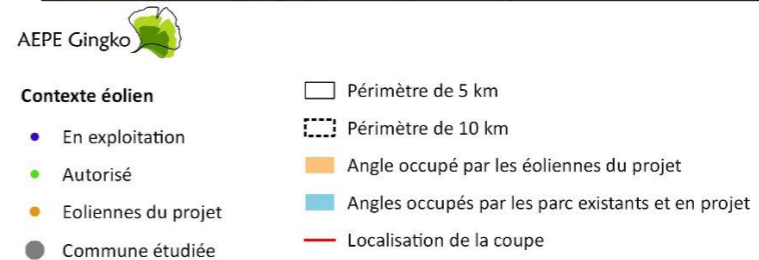 AEPE Gingko
Contexte éolien
En exploitation
Autorisé
Eoliennes du projet
Commune étudiée
Périmètre de 5 km
Périmètre de 10 km
Angle occupé par les éoliennes du projet
Angles occupés par les parc existants et en projet
Localisation de la coupe